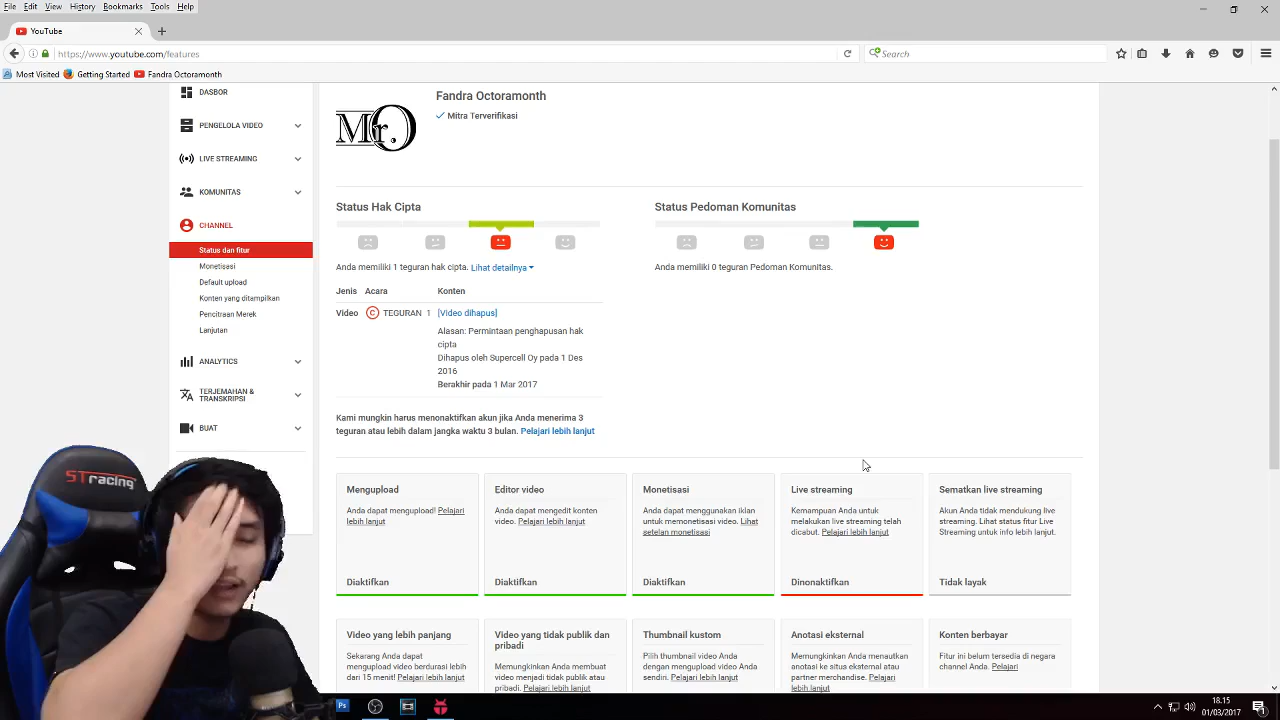 File Edit View History Bookmarks Tools Help
YouTube
https://www.youtube.com/features
Search
Most Visited Getting Started Fandra Octoramonth
DASBOR
PENGELOLA VIDEO
LIVE STREAMING
KOMUNITAS
CHANNEL
Status dan fitur
Monetisasi
Default upload
Konten yang ditampilkan
Pencitraan Merek
Lanjutan
ANALYTICS
TERJEMAHAN &
TRANSKRIPSI
BUAT
Mr.O
Fandra Octoramonth
Mitra Terverifikasi
Status Hak Cipta
Anda memiliki 1 teguran hak cipta. Lihat detailnya
Jenis Acara Konten
Video C TEGURAN 1 [Video dihapus]
Alasan: Permintaan penghapusan hak
cipta
Dihapus oleh Supercell Oy pada 1 Des
2016
Berakhir pada 1 Mar 2017
Kami mungkin harus menonaktifkan akun jika Anda menerima 3
teguran atau lebih dalam jangka waktu 3 bulan. Pelajari lebih lanjut
Status Pedoman Komunitas
Anda memiliki 0 teguran Pedoman Komunitas.
Mengupload
Anda dapat mengupload! Pelajari
lebih lanjut
Diaktifkan
Editor video
Anda dapat mengedit konten
video. Pelajari lebih lanjut
Diaktifkan
Monetisasi
Anda dapat menggunakan iklan
untuk memonetisasi video. Lihat
setelan monetisasi
Diaktifkan
Live streaming
Kemampuan Anda untuk
melakukan live streaming telah
dicabut. Pelajari lebih lanjut
Dinonaktifkan
Sematkan live streaming
Akun Anda tidak mendukung live
streaming. Lihat status fitur Live
Streaming untuk info lebih lanjut.
Tidak layak
Video yang lebih panjang
Sekarang Anda dapat
mengupload video berdurasi lebih
dari 15 menit! Pelajari lebih lanjut
Video yang tidak publik dan
pribadi
Memungkinkan Anda membuat
video menjadi tidak publik atau
pribadi. Pelajari lebih lanjut
Thumbnail kustom
Pilih thumbnail video Anda
dengan mengupload video Anda
sendiri. Pelajari lebih lanjut
Anotasi eksternal
Memungkinkan Anda menautkan
anotasi ke situs eksternal atau
partner merchandise. Pelajari
lebih lanjut
Konten berbayar
Fitur ini belum tersedia di negara
channel Anda. Pelajari
STracing
Ps
18.15
01/03/2017